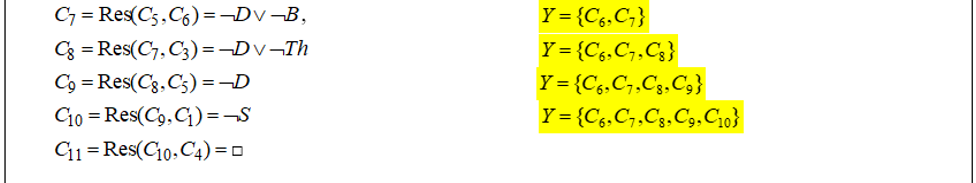 C₇ = Res(C₅,C₆) = ¬D∨¬B, Y = {C₆,C₇}
C₈ = Res(C₇,C₃) = ¬D∨¬Th Y = {C₆,C₇,C₈}
C₉ = Res(C₈,C₅) = ¬D Y = {C₆,C₇,C₈,C₉}
C₁₀ = Res(C₉,C₁) = ¬S Y = {C₆,C₇,C₈,C₉,C₁₀}
C₁₁ = Res(C₁₀,C₄) = □